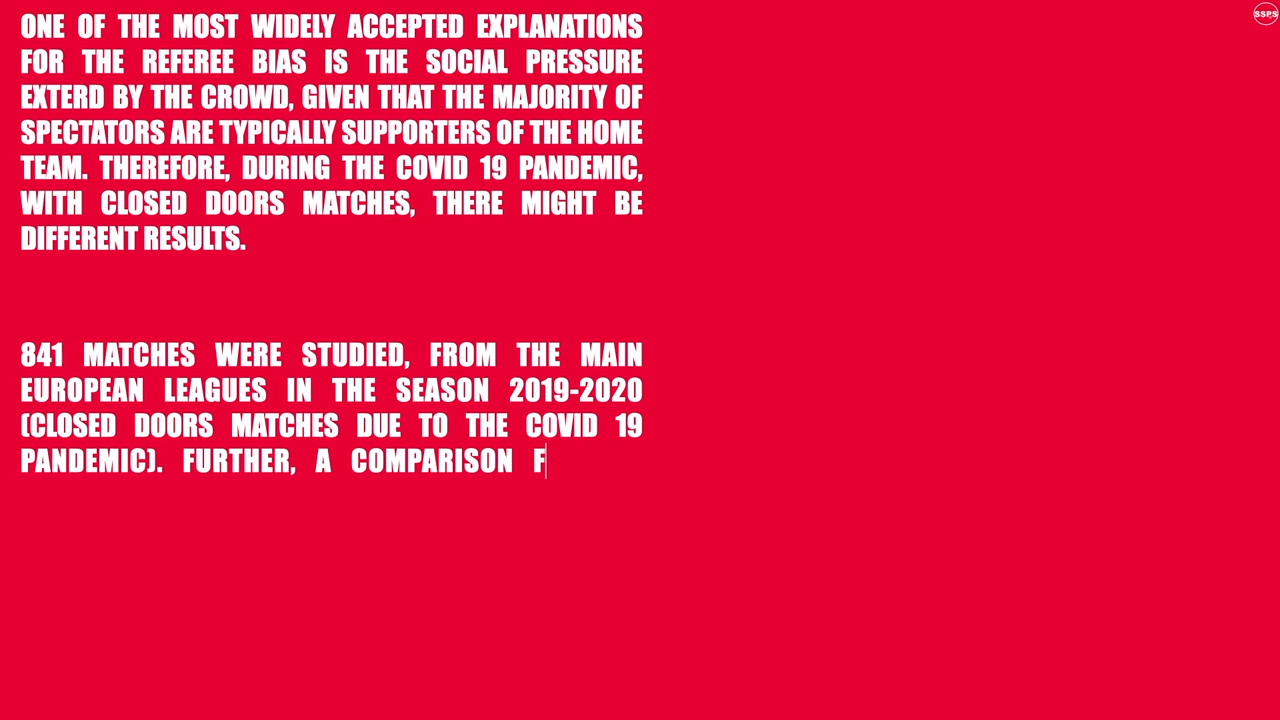 ONE OF THE MOST WIDELY ACCEPTED EXPLANATIONS
FOR THE REFEREE BIAS IS THE SOCIAL PRESSURE
EXTERD BY THE CROWD, GIVEN THAT THE MAJORITY OF
SPECTATORS ARE TYPICALLY SUPPORTERS OF THE HOME
TEAM. THEREFORE, DURING THE COVID 19 PANDEMIC,
WITH CLOSED DOORS MATCHES, THERE MIGHT BE
DIFFERENT RESULTS.
841 MATCHES WERE STUDIED, FROM THE MAIN
EUROPEAN LEAGUES IN THE SEASON 2019-2020
(CLOSED DOORS MATCHES DUE TO THE COVID 19
PANDEMIC). FURTHER, A COMPARISON F
SSPS